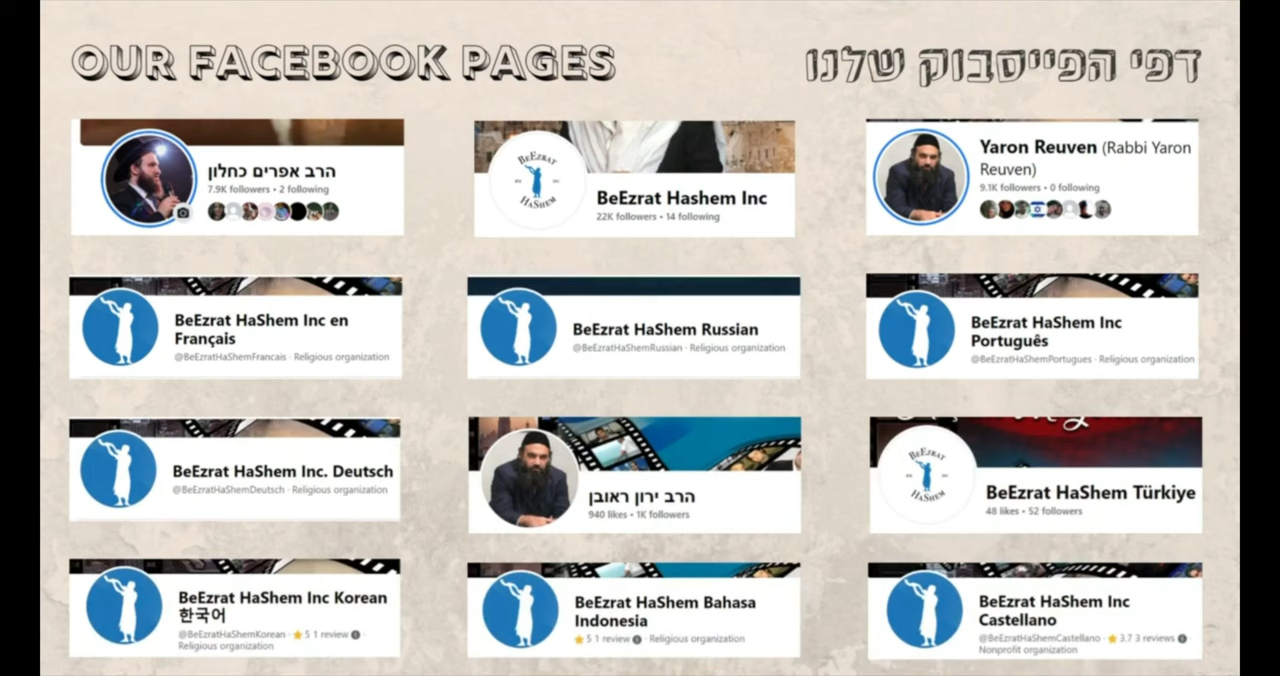 OUR FACEBOOK PAGES
דפי הפייסבוק שלנו
הרב אפרים כחלון
7.9K followers • 2 following
BEEZRAT
HASHEM
BeEzrat Hashem Inc
22K followers • 14 following
Yaron Reuven (Rabbi Yaron
Reuven)
9.1K followers • 0 following
BeEzrat HaShem Inc en
Français
@BeEzratHaShemFrancais · Religious organization
BeEzrat HaShem Russian
@BeEzratHaShemRussian · Religious organization
BeEzrat HaShem Inc
Português
@BeEzratHaShemPortugues · Religious organization
BeEzrat HaShem Inc. Deutsch
@BeEzratHaShemDeutsch · Religious organization
הרב ירון ראובן
940 likes • 1K followers
BEEZRAT
HASHEM
BeEzrat HaShem Türkiye
48 likes • 52 followers
BeEzrat HaShem Inc Korean
한국어
@BeEzratHaShemKorean · ⭐ 5 1 review ·
Religious organization
BeEzrat HaShem Bahasa
Indonesia
⭐ 5 1 review · Religious organization
BeEzrat HaShem Inc
Castellano
@BeEzratHaShemCastellano · ⭐ 3.7 3 reviews ·
Nonprofit organization